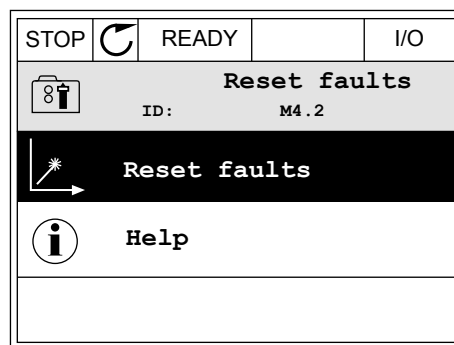 STOP READY I/O
Reset faults
ID: M4.2
Reset faults
Help